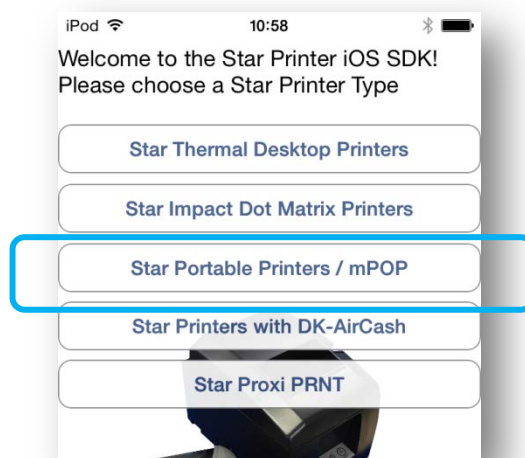 iPod 10:58
Welcome to the Star Printer iOS SDK!
Please choose a Star Printer Type
Star Thermal Desktop Printers
Star Impact Dot Matrix Printers
Star Portable Printers / mPOP
Star Printers with DK-AirCash
Star Proxi PRNT